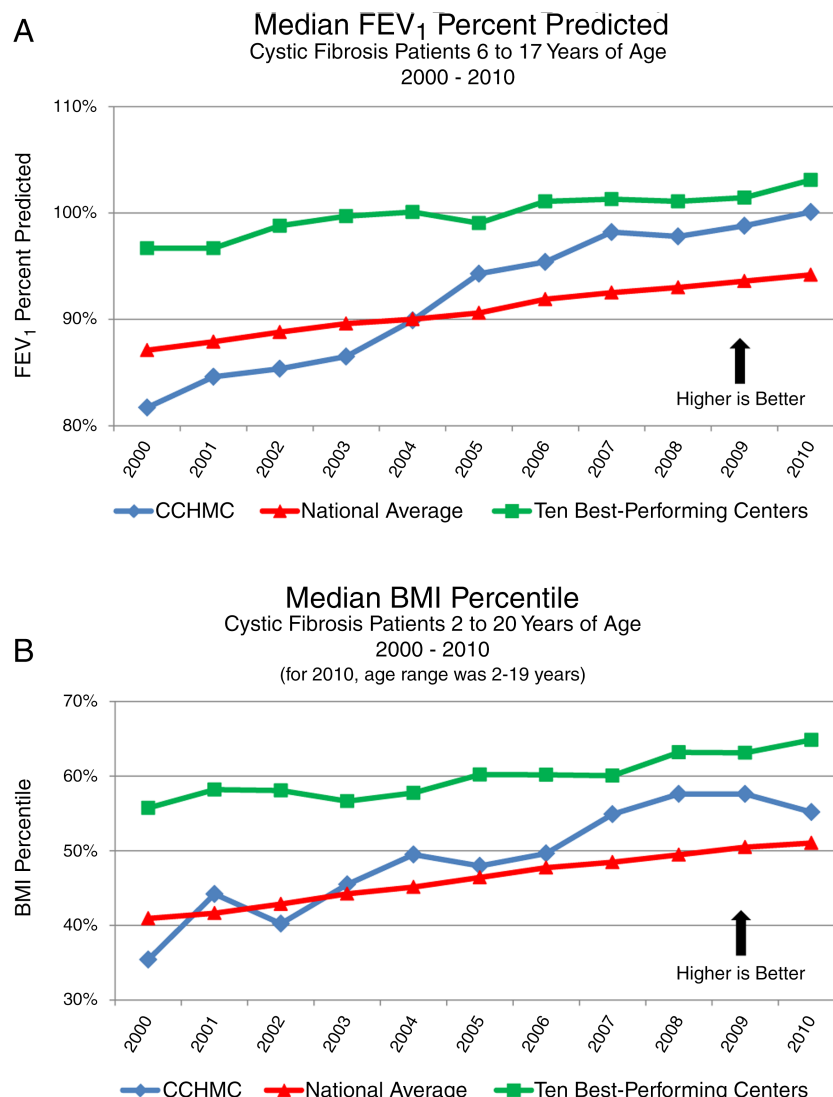 A
Median FEV1 Percent Predicted
Cystic Fibrosis Patients 6 to 17 Years of Age
2000 - 2010
110%
100%
90%
80%
FEV1 Percent Predicted
Higher is Better
2000
2001
2002
2003
2004
2005
2006
2007
2008
2009
2010
CCHMC
National Average
Ten Best-Performing Centers
Median BMI Percentile
Cystic Fibrosis Patients 2 to 20 Years of Age
B
2000 - 2010
(for 2010, age range was 2-19 years)
70%
60%
50%
40%
30%
BMI Percentile
Higher is Better
2000
2001
2002
2003
2004
2005
2006
2007
2008
2009
2010
CCHMC
National Average
Ten Best-Performing Centers